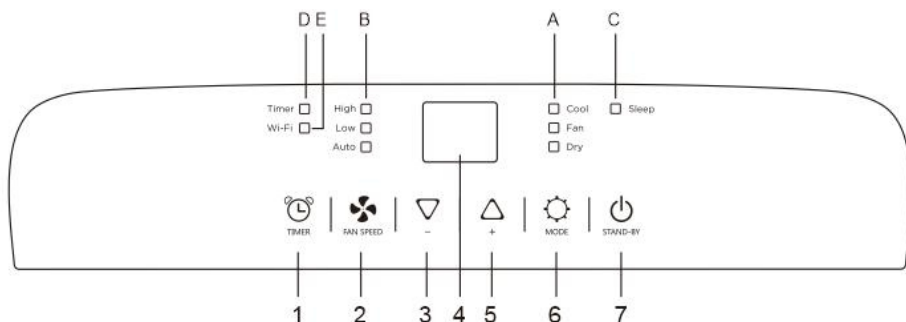 D E B A C
Timer High Cool Sleep
Wi-Fi Low Fan
Auto Dry
TIMER FAN SPEED − + MODE STAND-BY
1 2 3 4 5 6 7